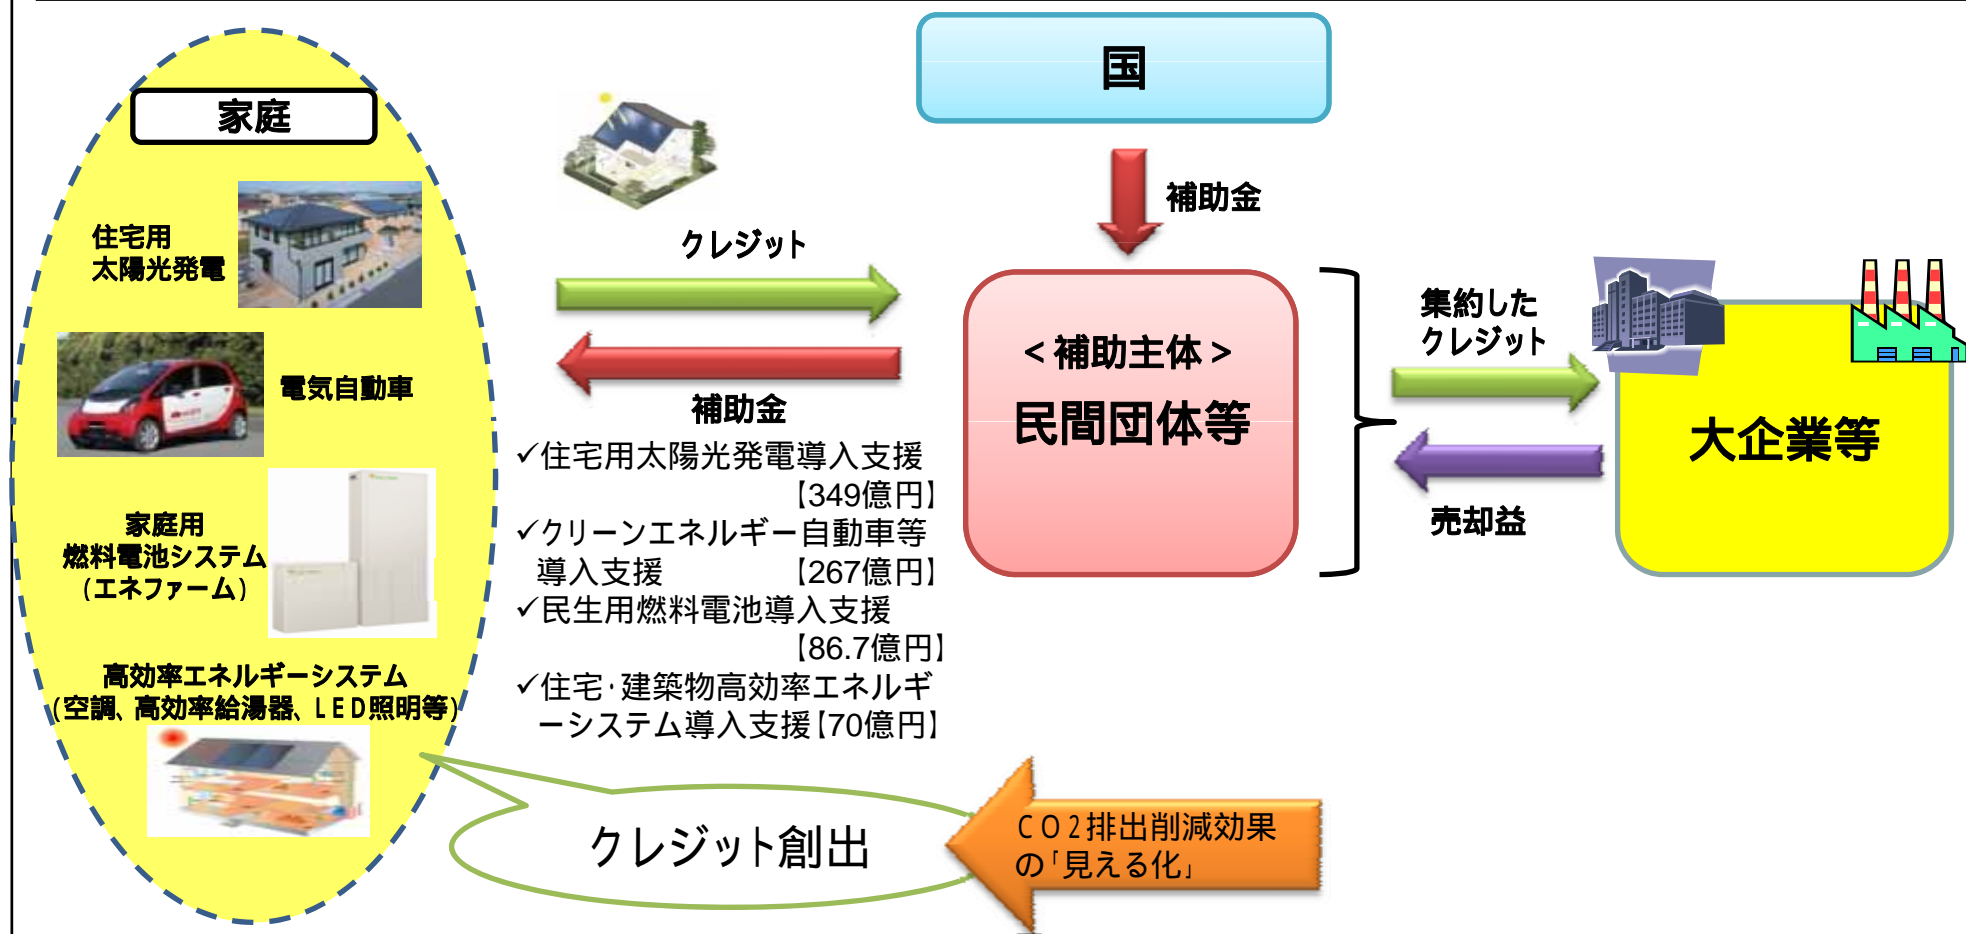 国
家庭
補助金
住宅用
太陽光発電
クレジット
集約した
クレジット
<補助主体>
民間団体等
大企業等
電気自動車
補助金
売却益
✓住宅用太陽光発電導入支援
【349億円】
✓クリーンエネルギー自動車等
導入支援 【267億円】
✓民生用燃料電池導入支援
【86.7億円】
✓住宅・建築物高効率エネルギ
ーシステム導入支援【70億円】
家庭用
燃料電池システム
(エネファーム)
高効率エネルギーシステム
(空調、高効率給湯器、LED照明等)
クレジット創出
CO2排出削減効果
の「見える化」